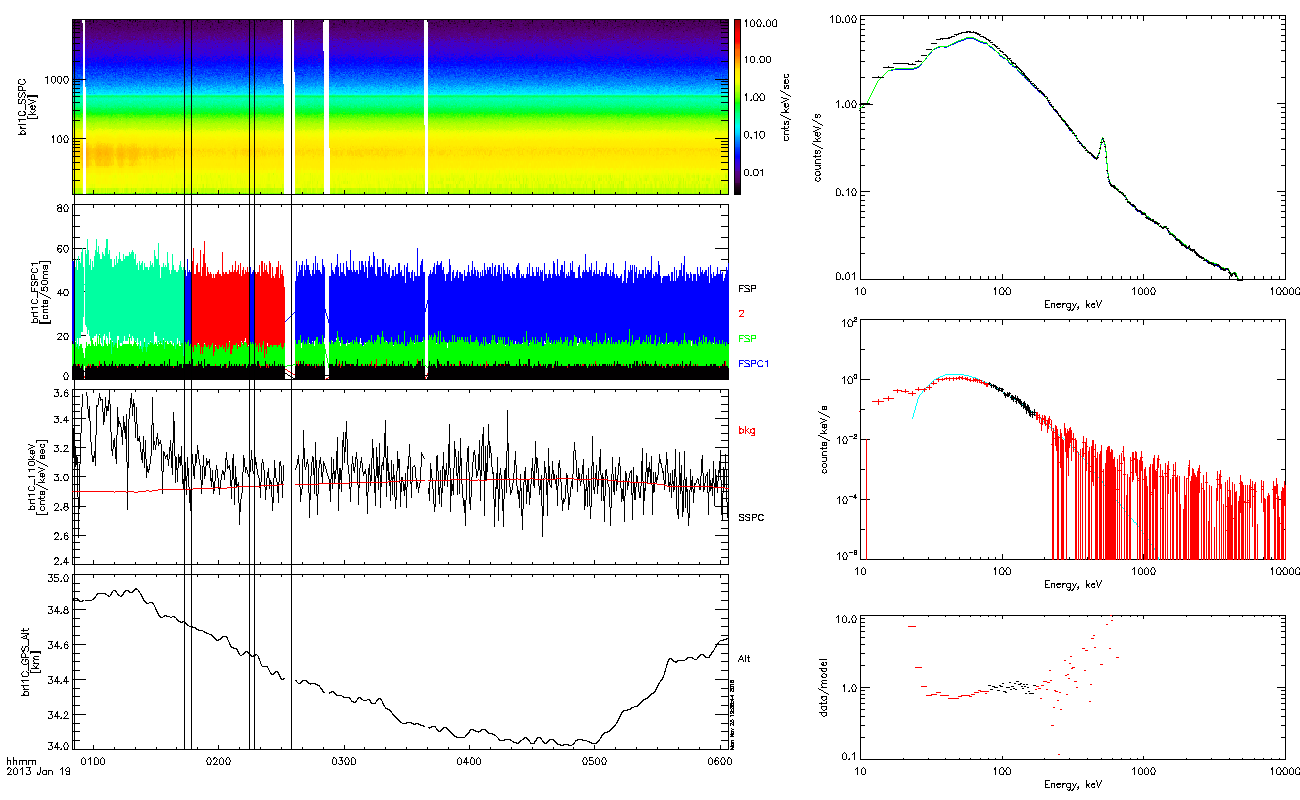 brl1C_SSPC
[keV]
1000
100
100.00
10.00
1.00
0.10
0.01
cnts/keV/sec
brl1C_FSPC1
[cnts/50ms]
80
60
40
20
0
FSP
2
FSP
FSPC1
[cnts/keV/sec]
3.6
3.4
3.2
3.0
2.8
2.6
2.4
bkg
SSPC
brl1C_GPS_Alt
[km]
35.0
34.8
34.6
34.4
34.2
34.0
Alt
hhmm
2013 Jan 19
0100
0200
0300
0400
0500
0600
counts/keV/s
10.00
1.00
0.10
0.01
10
100
1000
10000
Energy, keV
counts/keV/s
10²
10⁰
10⁻²
10⁻⁴
10
100
1000
10000
Energy, keV
data/model
10.0
1.0
0.1
10
100
1000
10000
Energy, keV